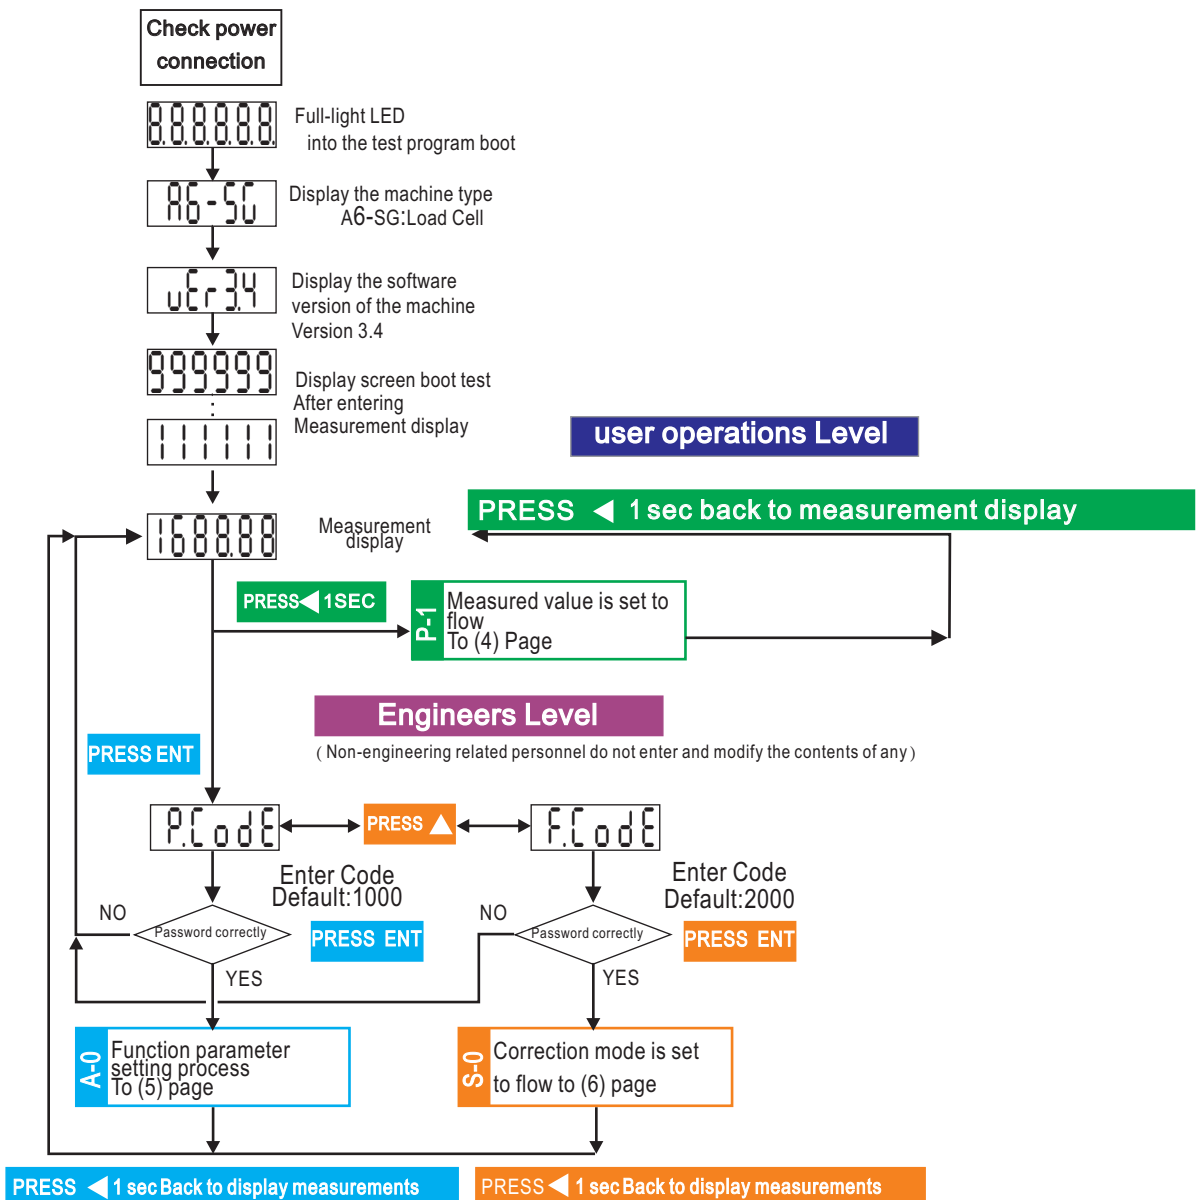 Check power
connection
8.8.8.8.8.8.
Full-light LED
into the test program boot
A6-SG
Display the machine type
A6-SG:Load Cell
vEr3.4
Display the software
version of the machine
Version 3.4
999999
Display screen boot test
After entering
Measurement display
:
111111
user operations Level
PRESS ◀ 1 sec back to measurement display
1688.88
Measurement
display
PRESS◀1SEC
P-1
Measured value is set to
flow
To (4) Page
Engineers Level
( Non-engineering related personnel do not enter and modify the contents of any )
PRESS ENT
P.CodE
PRESS ▲
F.CodE
Enter Code
Default:1000
Enter Code
Default:2000
NO
Password correctly
PRESS ENT
NO
Password correctly
PRESS ENT
YES
YES
A-0
Function parameter
setting process
To (5) page
S-0
Correction mode is set
to flow to (6) page
PRESS ◀ 1 sec Back to display measurements
PRESS ◀ 1 sec Back to display measurements